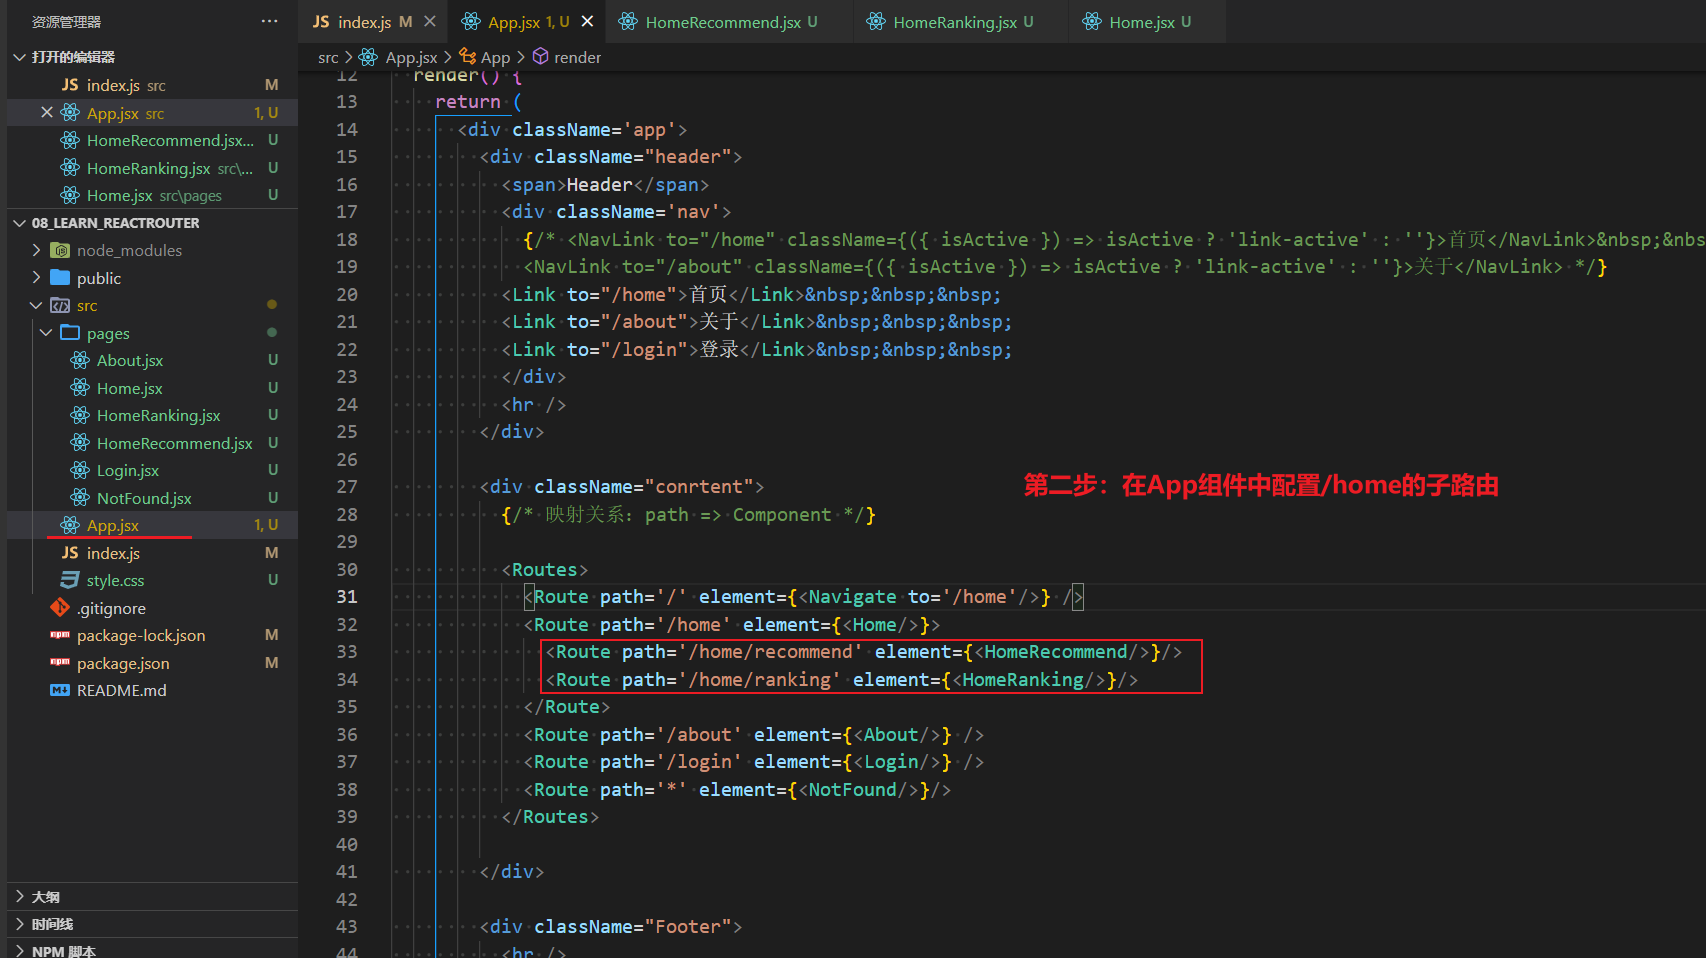 资源管理器 ···
打开的编辑器
JS index.js src M
App.jsx src 1, U
HomeRecommend.jsx... U
HomeRanking.jsx src\... U
Home.jsx src\pages U
08_LEARN_REACTROUTER
node_modules
public
src
pages
About.jsx U
Home.jsx U
HomeRanking.jsx U
HomeRecommend.jsx U
Login.jsx U
NotFound.jsx U
App.jsx 1, U
JS index.js M
style.css U
.gitignore
npm package-lock.json M
npm package.json M
README.md
大纲
时间线
NPM 脚本
JS index.js M App.jsx 1, U HomeRecommend.jsx U HomeRanking.jsx U Home.jsx U
src > App.jsx > App > render
12 render() {
13 return (
14 <div className='app'>
15 <div className="header">
16 <span>Header</span>
17 <div className='nav'>
18 {/* <NavLink to="/home" className={({ isActive }) => isActive ? 'link-active' : ''}>首页</NavLink>&nbsp;&nbs
19 <NavLink to="/about" className={({ isActive }) => isActive ? 'link-active' : ''}>关于</NavLink> */}
20 <Link to="/home">首页</Link>&nbsp;&nbsp;&nbsp;
21 <Link to="/about">关于</Link>&nbsp;&nbsp;&nbsp;
22 <Link to="/login">登录</Link>&nbsp;&nbsp;&nbsp;
23 </div>
24 <hr />
25 </div>
26
27 <div className="conrtent">
第二步：在App组件中配置/home的子路由
28 {/* 映射关系：path => Component */}
29
30 <Routes>
31 <Route path='/' element={<Navigate to='/home'/>} />
32 <Route path='/home' element={<Home/>}>
33 <Route path='/home/recommend' element={<HomeRecommend/>}/>
34 <Route path='/home/ranking' element={<HomeRanking/>}/>
35 </Route>
36 <Route path='/about' element={<About/>} />
37 <Route path='/login' element={<Login/>} />
38 <Route path='*' element={<NotFound/>}/>
39 </Routes>
40
41 </div>
42
43 <div className="Footer">
44 <hr />